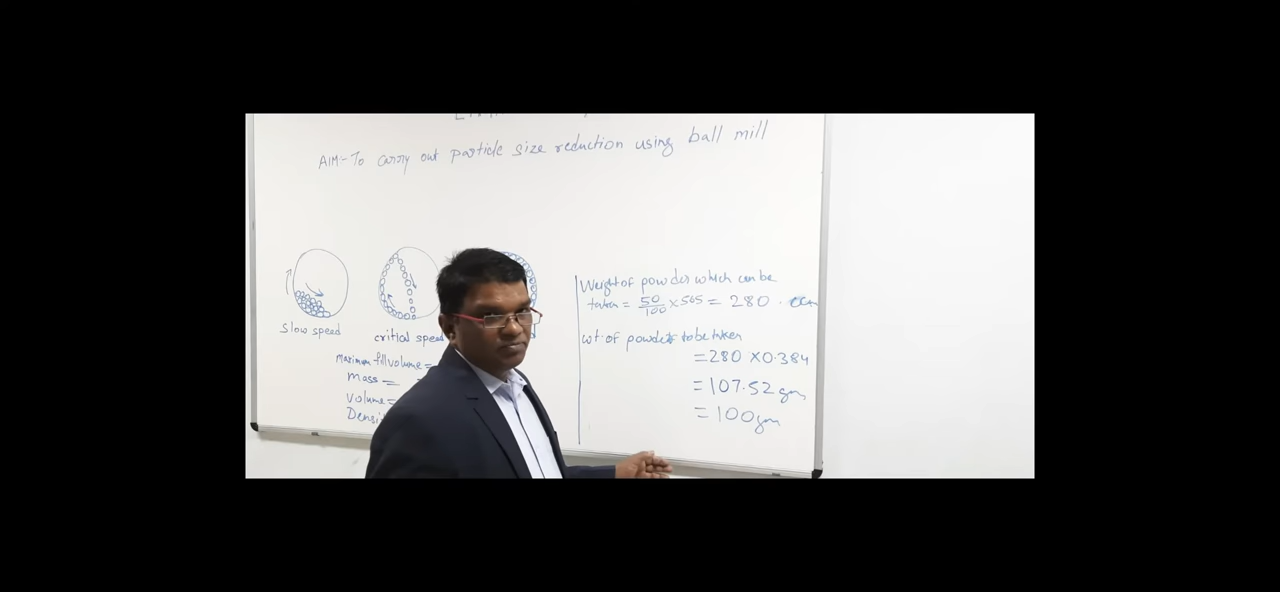 AIM:- To carry out particle size reduction using ball mill
slow speed
critial speed
Maximum fill volume =
Mass =
Volume =
Weight of powder which can be
taken = 50/100 × 565 = 280 .
wt. of powder to be taken
= 280 × 0.384
= 107.52 gm
= 100 gm